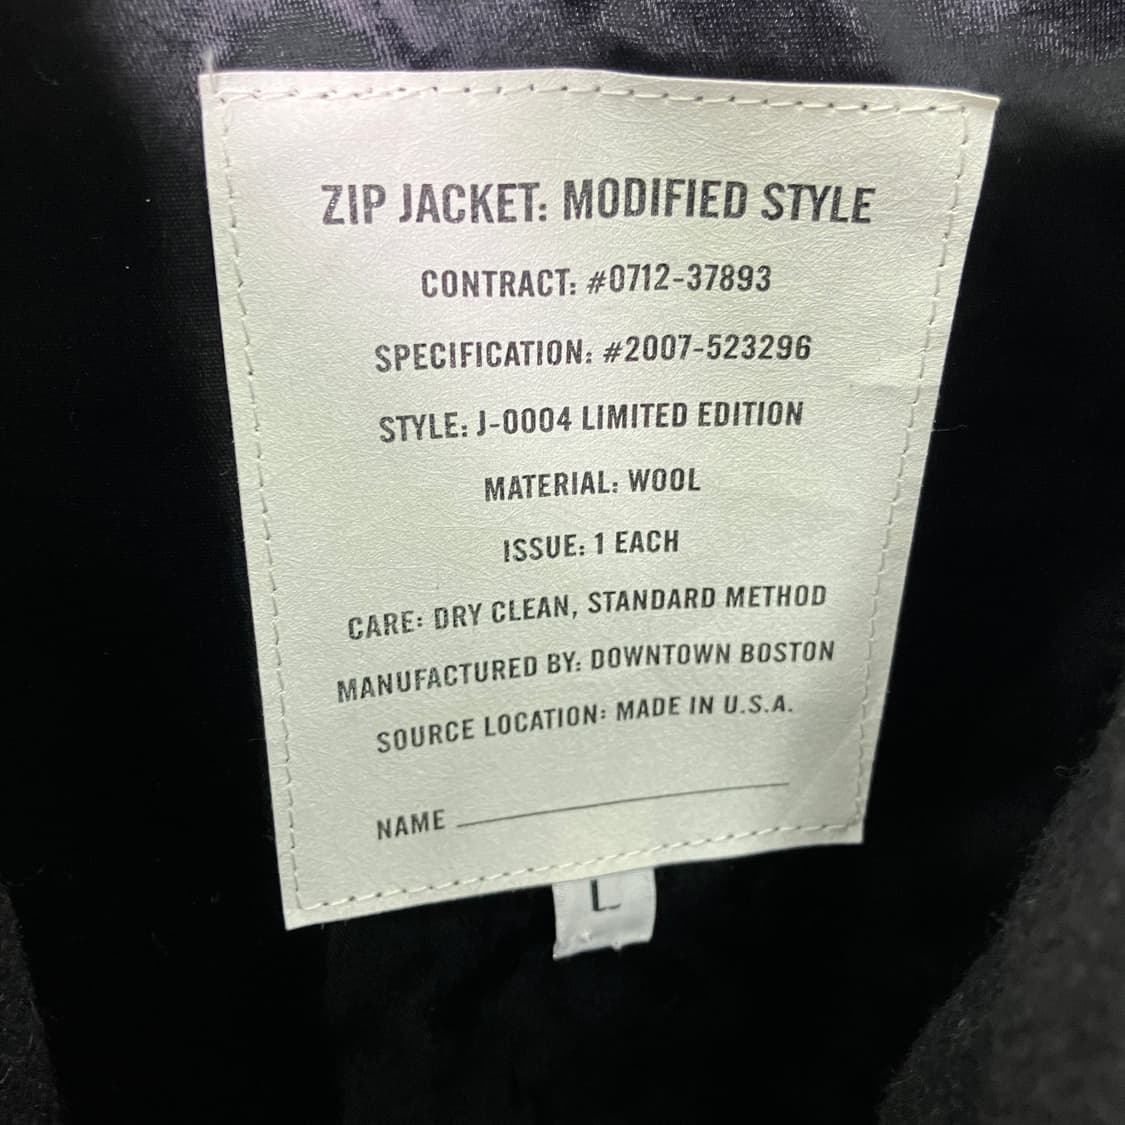 ZIP JACKET: MODIFIED STYLE
CONTRACT: #0712-37893
SPECIFICATION: #2007-523296
STYLE: J-0004 LIMITED EDITION
MATERIAL: WOOL
ISSUE: 1 EACH
CARE: DRY CLEAN, STANDARD METHOD
MANUFACTURED BY: DOWNTOWN BOSTON
SOURCE LOCATION: MADE IN U.S.A.
NAME
L